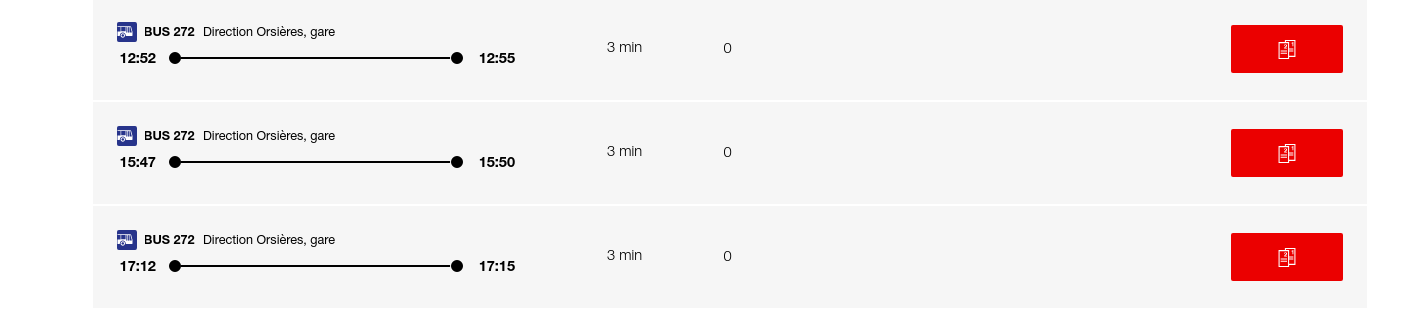 BUS 272 Direction Orsières, gare
12:52 12:55 3 min 0
BUS 272 Direction Orsières, gare
15:47 15:50 3 min 0
BUS 272 Direction Orsières, gare
17:12 17:15 3 min 0